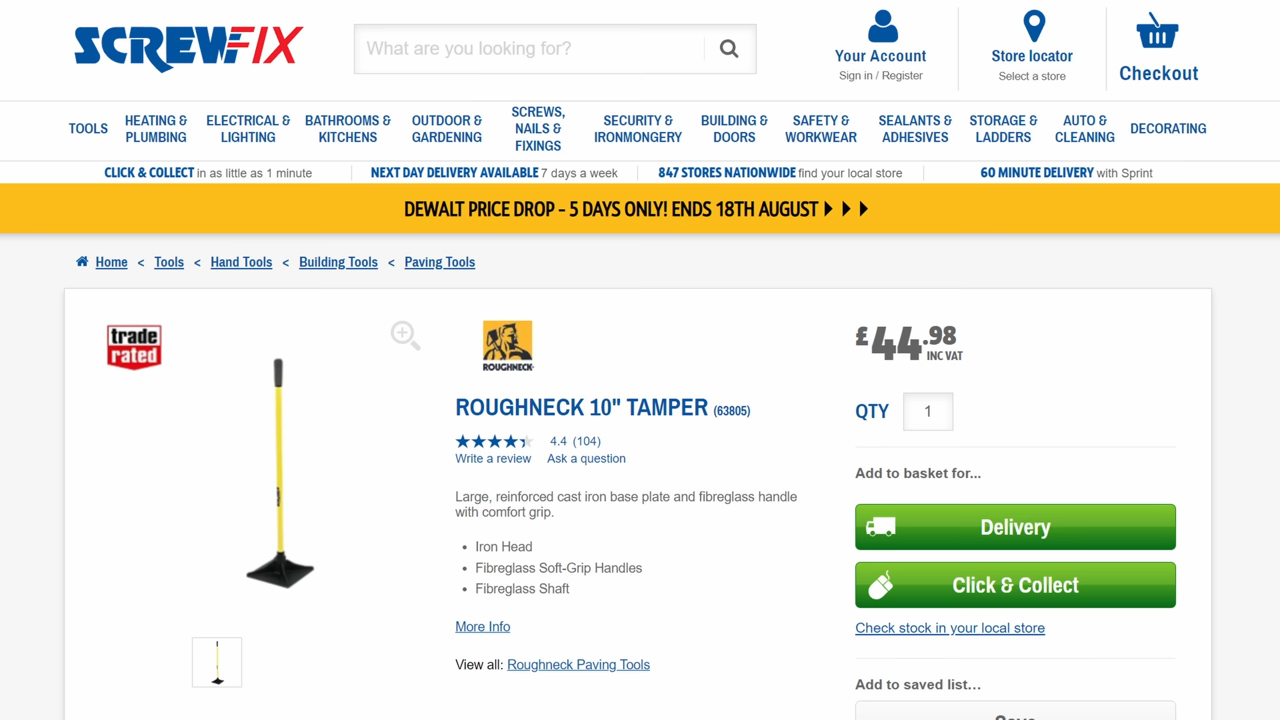 SCREWFIX
What are you looking for?
Your Account
Sign in / Register
Store locator
Select a store
Checkout
TOOLS
HEATING &
PLUMBING
ELECTRICAL &
LIGHTING
BATHROOMS &
KITCHENS
OUTDOOR &
GARDENING
SCREWS,
NAILS &
FIXINGS
SECURITY &
IRONMONGERY
BUILDING &
DOORS
SAFETY &
WORKWEAR
SEALANTS &
ADHESIVES
STORAGE &
LADDERS
AUTO &
CLEANING
DECORATING
CLICK & COLLECT in as little as 1 minute
NEXT DAY DELIVERY AVAILABLE 7 days a week
847 STORES NATIONWIDE find your local store
60 MINUTE DELIVERY with Sprint
DEWALT PRICE DROP - 5 DAYS ONLY! ENDS 18TH AUGUST
Home < Tools < Hand Tools < Building Tools < Paving Tools
trade
rated
ROUGHNECK
ROUGHNECK 10" TAMPER (63805)
4.4 (104)
Write a review Ask a question
Large, reinforced cast iron base plate and fibreglass handle
with comfort grip.
• Iron Head
• Fibreglass Soft-Grip Handles
• Fibreglass Shaft
More Info
View all: Roughneck Paving Tools
£44.98
INC VAT
QTY 1
Add to basket for...
Delivery
Click & Collect
Check stock in your local store
Add to saved list...
Save